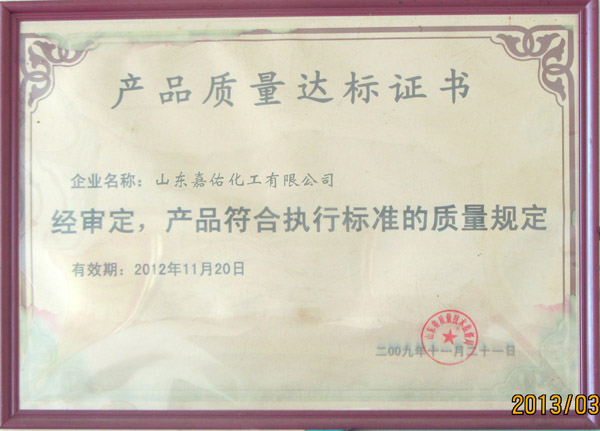 产品质量达标证书
企业名称：山东嘉佑化工有限公司
经审定，产品符合执行标准的质量规定
有效期：2012年11月20日
二00九年十一月二十一日
2013/03